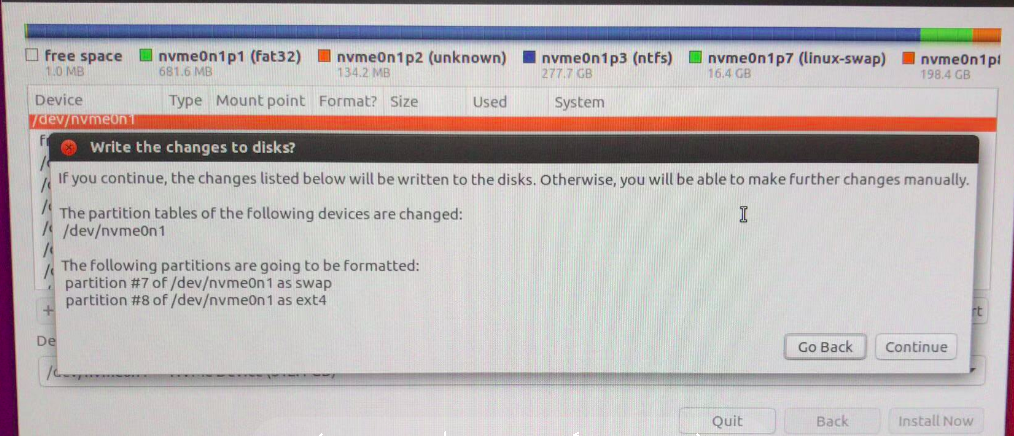 free space nvme0n1p1 (fat32) nvme0n1p2 (unknown) nvme0n1p3 (ntfs) nvme0n1p7 (linux-swap)
1.0 MB 681.6 MB 134.2 MB 277.7 GB 16.4 GB 198.4 GB
Device Type Mount point Format? Size Used System
/dev/nvme0n1
Write the changes to disks?
If you continue, the changes listed below will be written to the disks. Otherwise, you will be able to make further changes manually.
The partition tables of the following devices are changed:
/dev/nvme0n1
The following partitions are going to be formatted:
partition #7 of /dev/nvme0n1 as swap
partition #8 of /dev/nvme0n1 as ext4
Go Back Continue
Quit Back Install Now